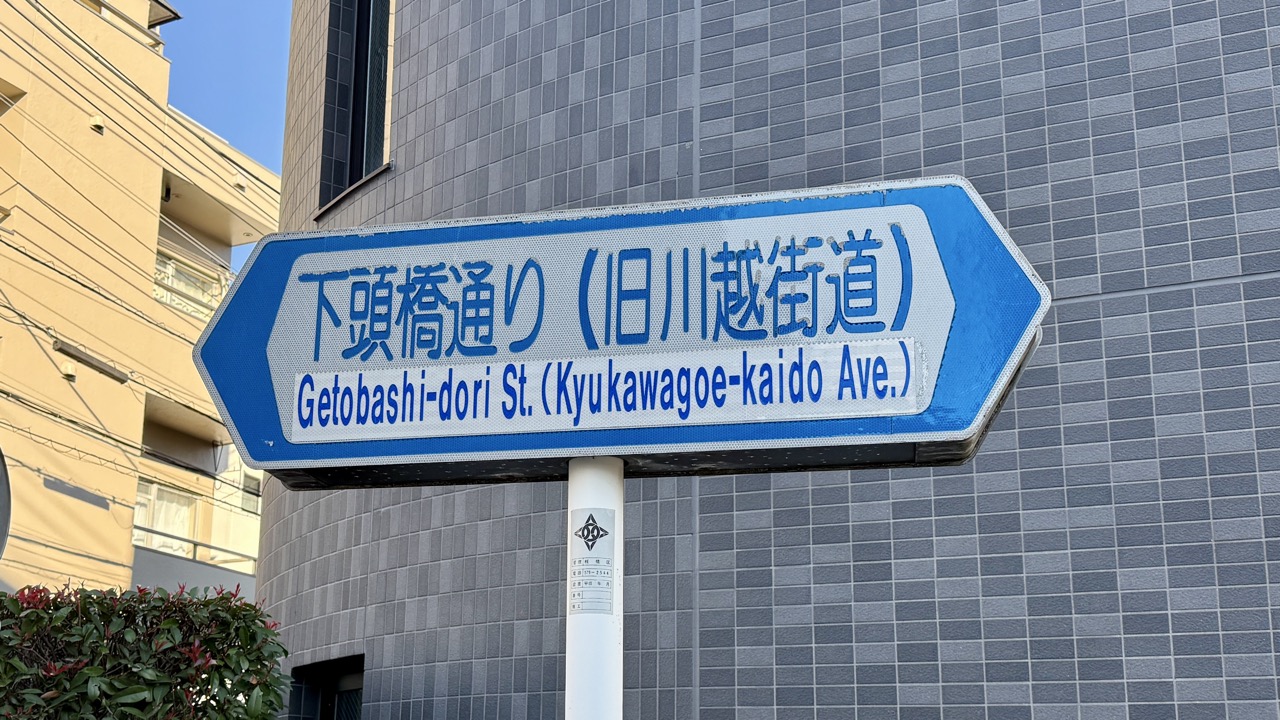 下頭橋通り（旧川越街道）
Getobashi-dori St.(Kyukawagoe-kaido Ave.)